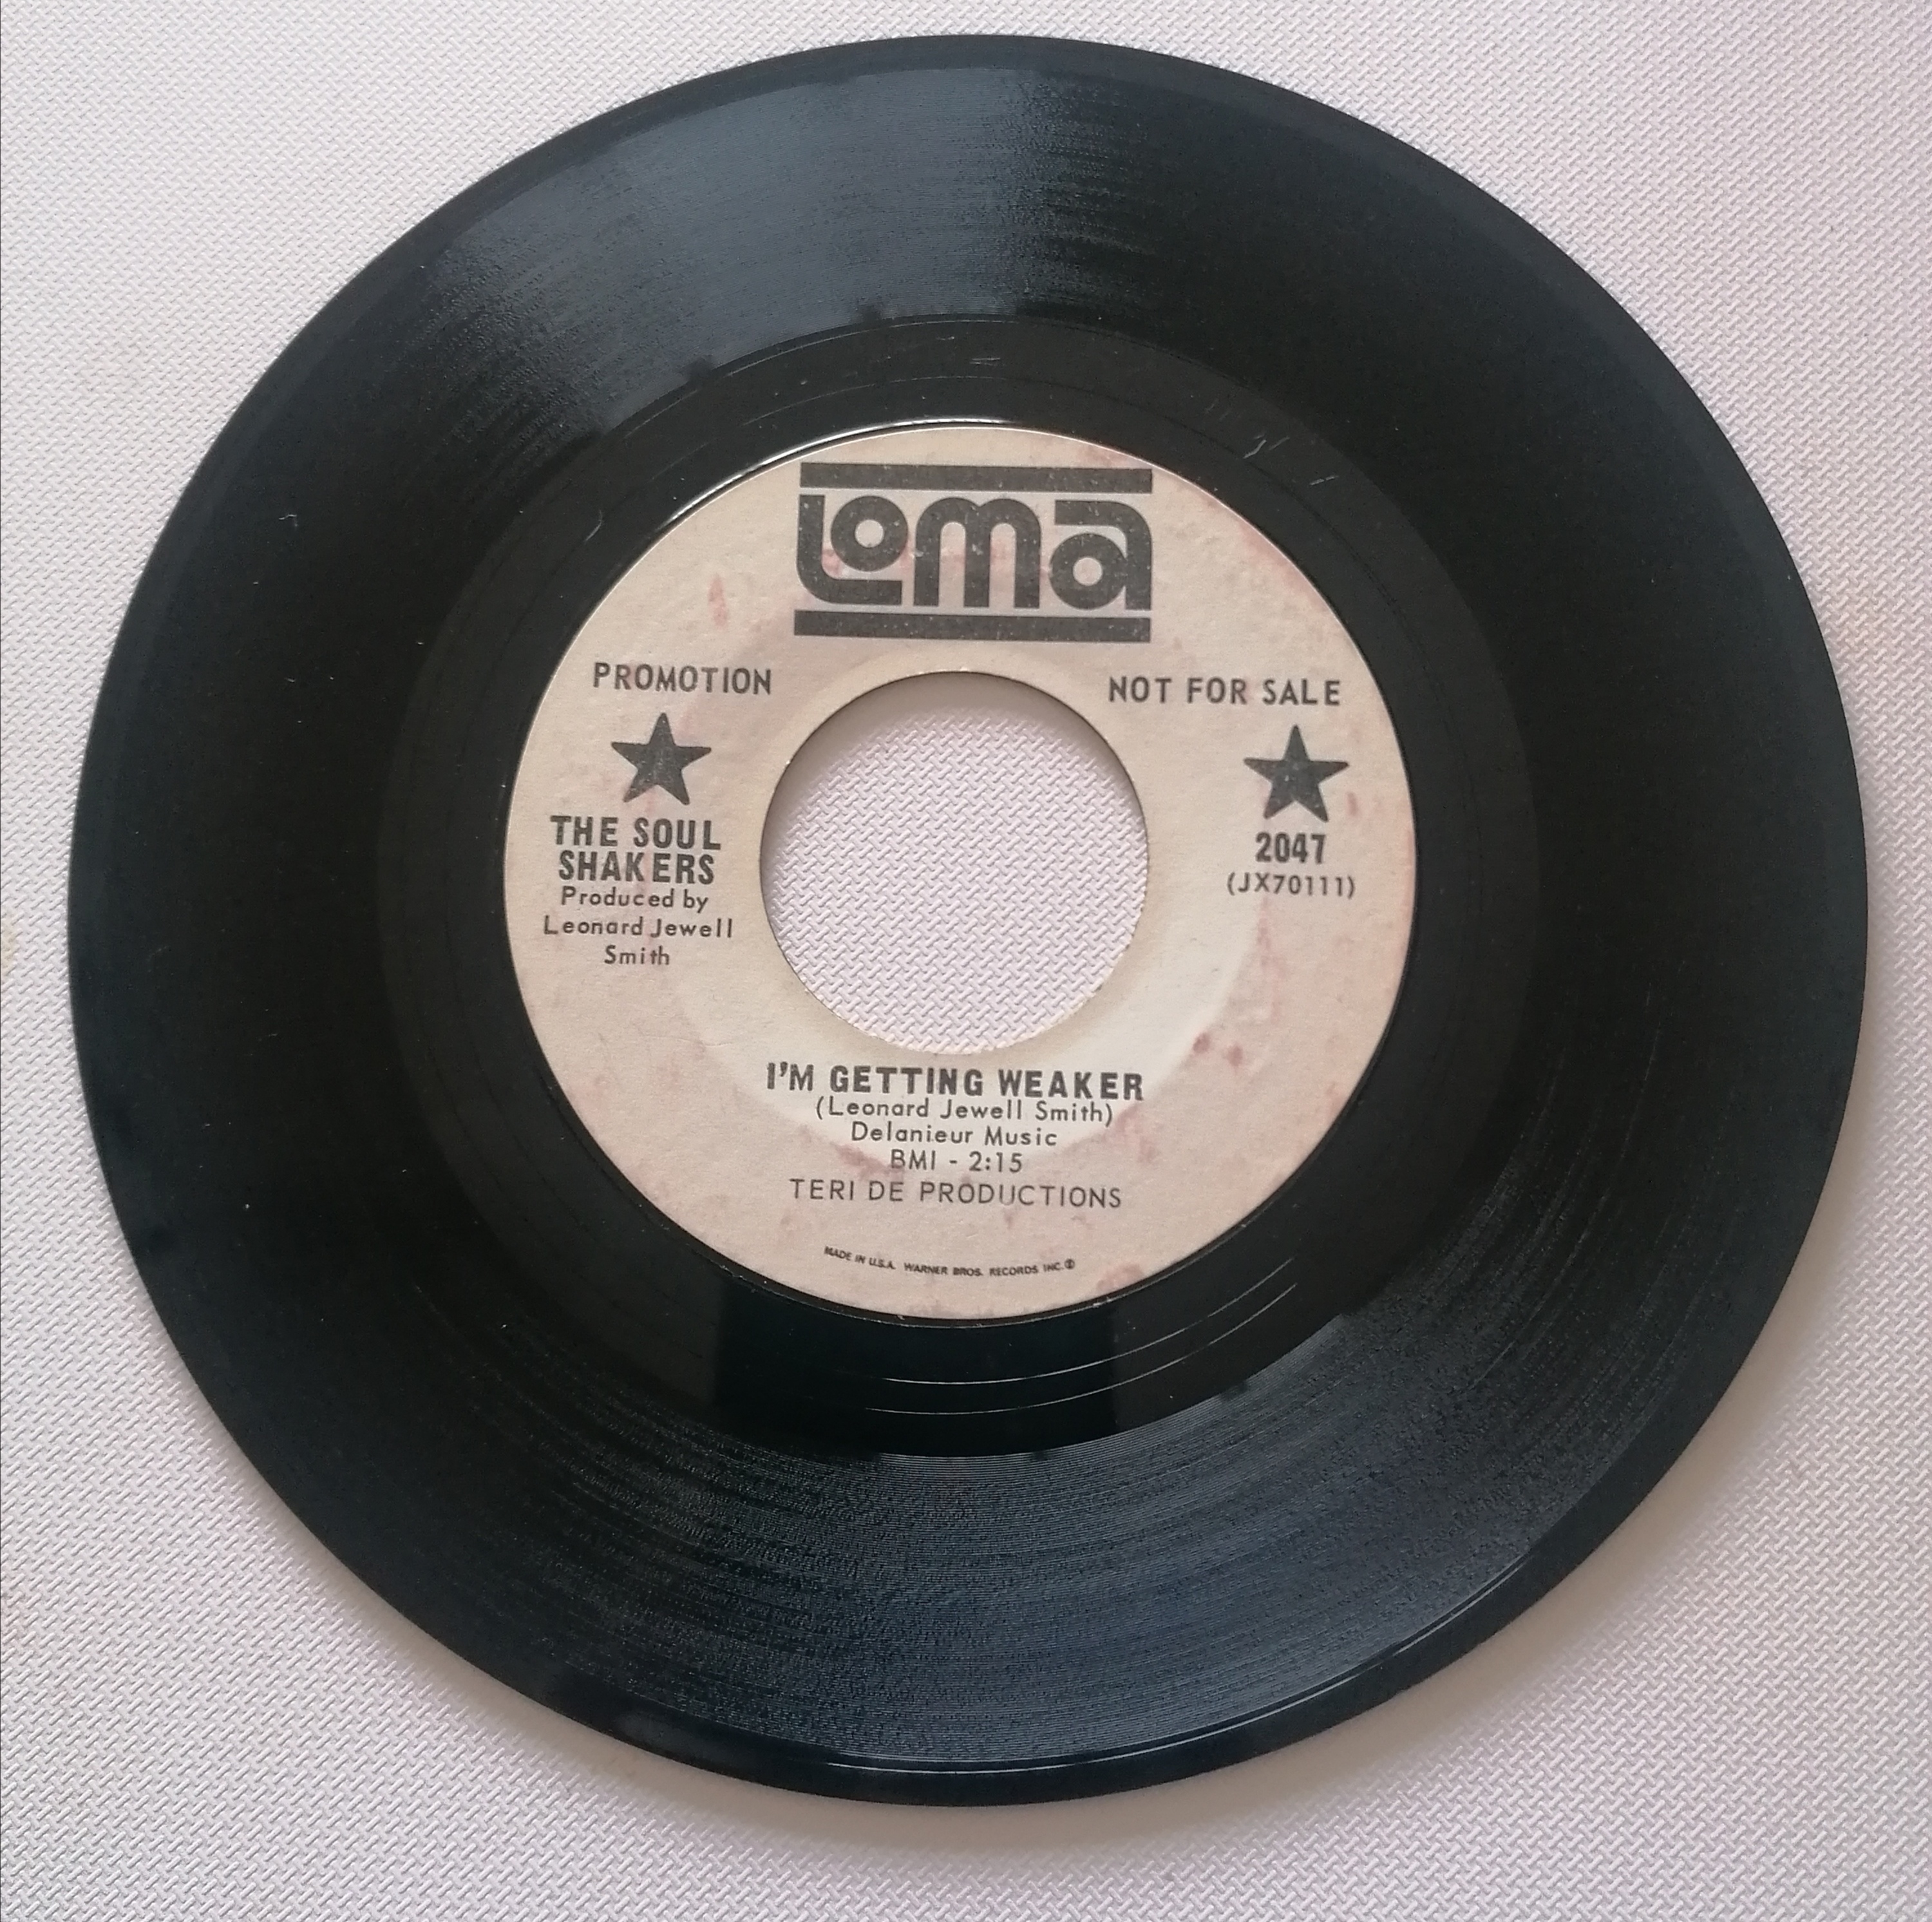 Loma
PROMOTION
NOT FOR SALE
THE SOUL
SHAKERS
Produced by
Leonard Jewell
Smith
2047
(JX70111)
I'M GETTING WEAKER
(Leonard Jewell Smith)
Delanieur Music
BMI - 2:15
TERI DE PRODUCTIONS
MADE IN U.S.A. WARNER BROS. RECORDS INC.